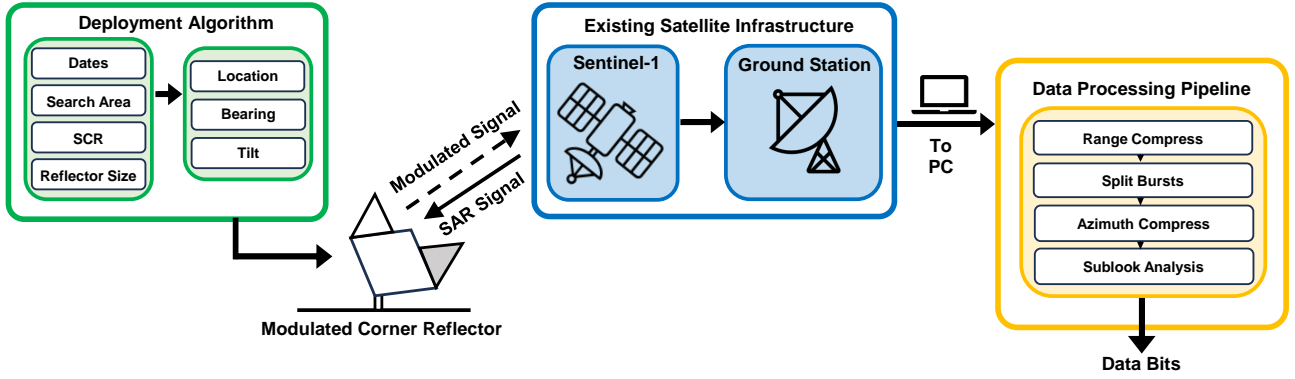 Deployment Algorithm
Dates
Search Area
SCR
Reflector Size
Location
Bearing
Tilt
Modulated Signal
SAR Signal
Modulated Corner Reflector
Existing Satellite Infrastructure
Sentinel-1
Ground Station
To
PC
Data Processing Pipeline
Range Compress
Split Bursts
Azimuth Compress
Sublook Analysis
Data Bits